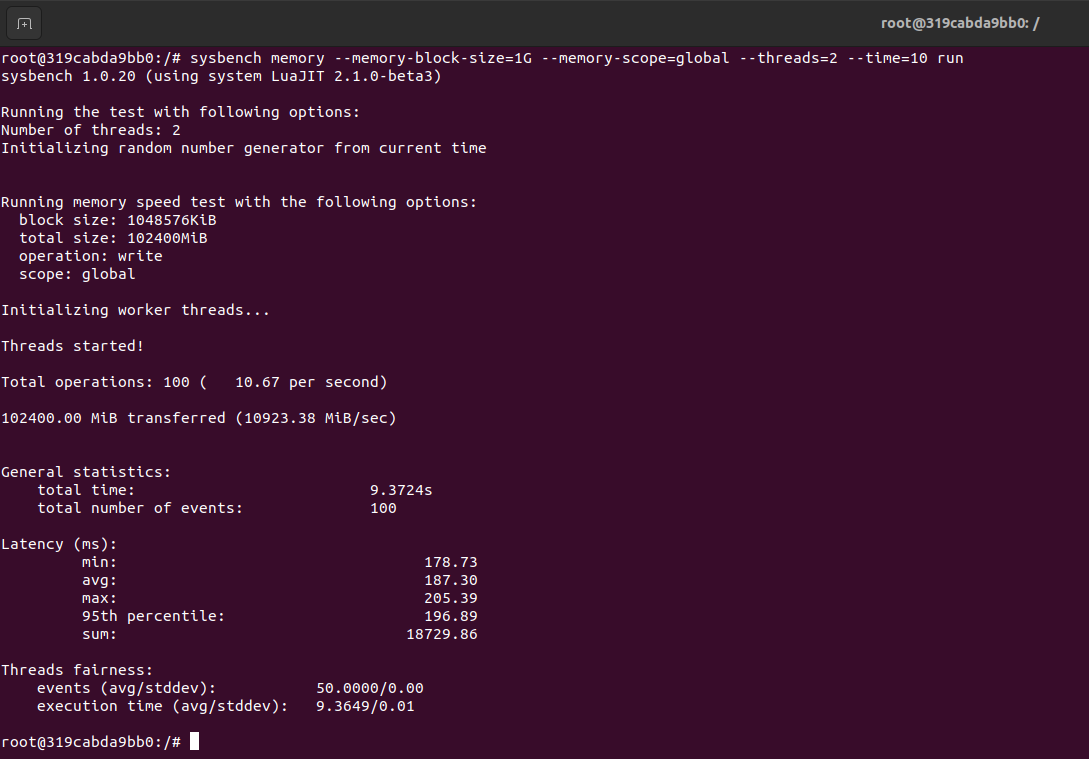 root@319cabda9bb0: /
root@319cabda9bb0:/# sysbench memory --memory-block-size=1G --memory-scope=global --threads=2 --time=10 run
sysbench 1.0.20 (using system LuaJIT 2.1.0-beta3)
Running the test with following options:
Number of threads: 2
Initializing random number generator from current time
Running memory speed test with the following options:
block size: 1048576KiB
total size: 102400MiB
operation: write
scope: global
Initializing worker threads...
Threads started!
Total operations: 100 (   10.67 per second)
102400.00 MiB transferred (10923.38 MiB/sec)
General statistics:
total time:                          9.3724s
total number of events:              100
Latency (ms):
min:                                  178.73
avg:                                  187.30
max:                                  205.39
95th percentile:                      196.89
sum:                                18729.86
Threads fairness:
events (avg/stddev):           50.0000/0.00
execution time (avg/stddev):   9.3649/0.01
root@319cabda9bb0:/#